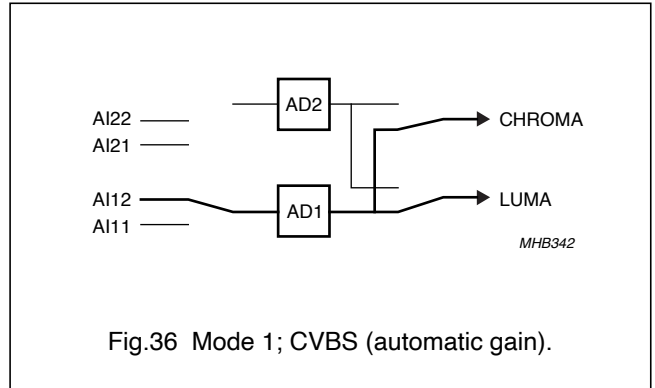 AD2
AI22
CHROMA
AI21
AI12
AD1
LUMA
AI11
MHB342
Fig.36 Mode 1; CVBS (automatic gain).